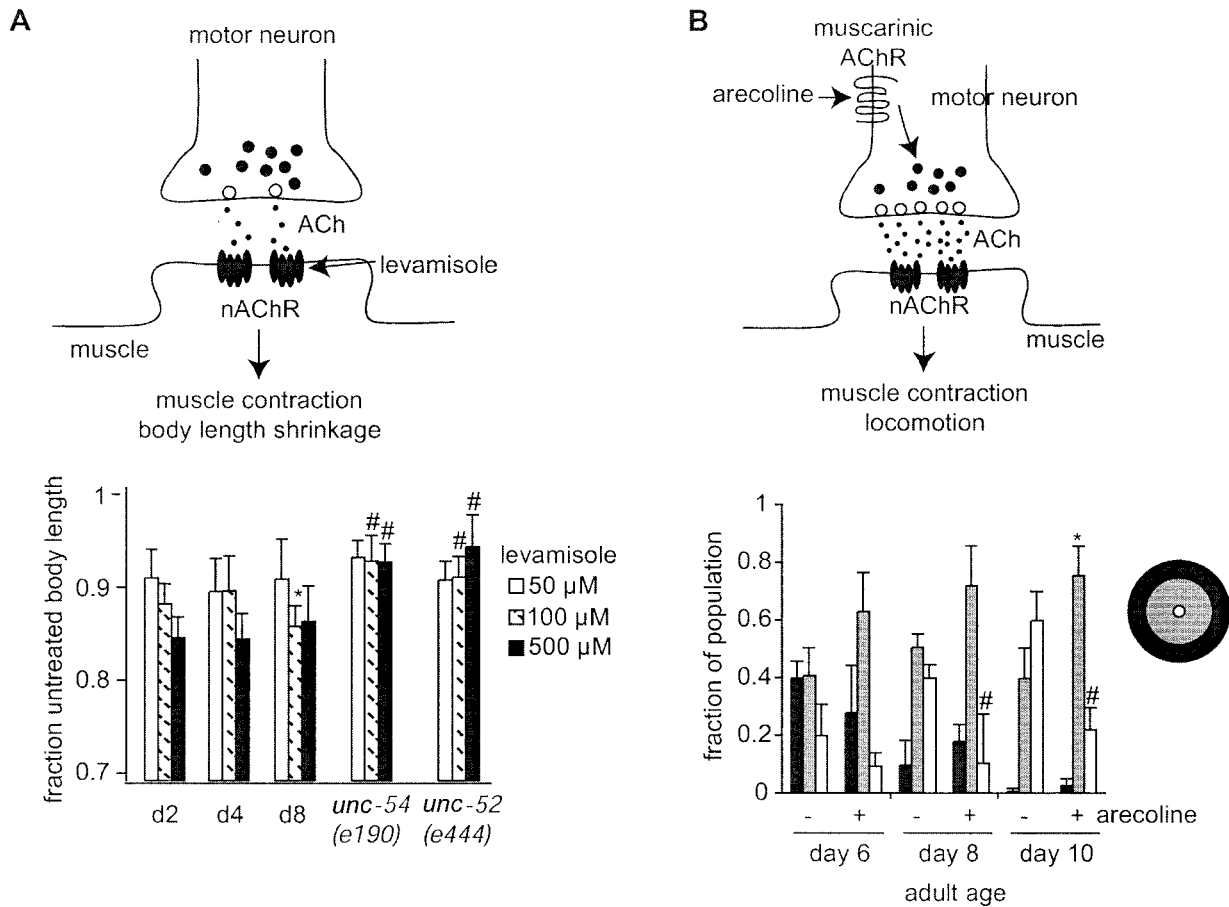 A
motor neuron
ACh
levamisole
nAChR
muscle
muscle contraction
body length shrinkage
fraction untreated body length
1
0.9
0.8
0.7
*
# #
# #
levamisole
50 µM
100 µM
500 µM
d2 d4 d8 unc-54 unc-52
(e190) (e444)
B
muscarinic
AChR
arecoline
motor neuron
ACh
nAChR
muscle
muscle contraction
locomotion
fraction of population
1
0.8
0.6
0.4
0.2
0
#
*
#
- + - + - + arecoline
day 6 day 8 day 10
adult age